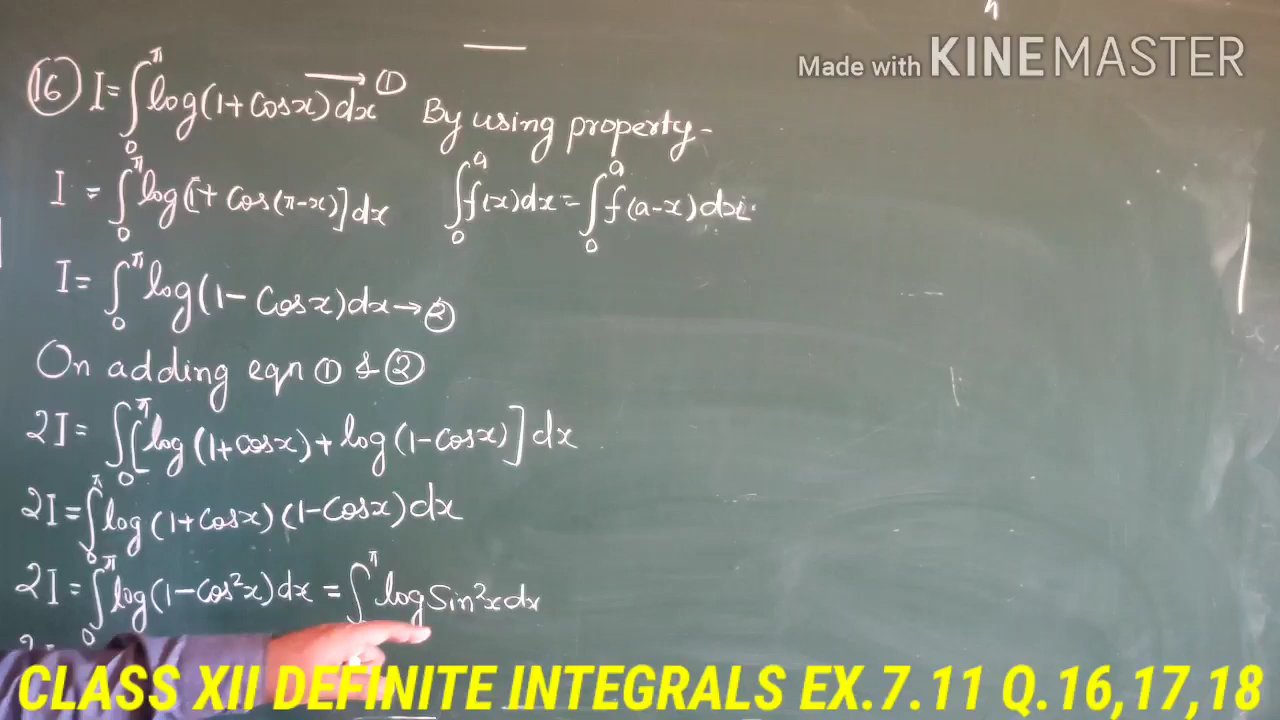 Made with KINEMASTER
⑯ I = ∫₀^π log(1+cosx)dx → ①
By using property-
I = ∫₀^π log[1+cos(π-x)]dx
∫₀^a f(x)dx = ∫₀^a f(a-x)dx.
I = ∫₀^π log(1-cosx)dx → ②
On adding eqn ① & ②
2I = ∫₀^π [log(1+cosx)+log(1-cosx)]dx
2I = ∫₀^π log(1+cosx)(1-cosx)dx
2I = ∫₀^π log(1-cos²x)dx = ∫^π log sin²xdx
CLASS XII DEFINITE INTEGRALS EX.7.11 Q.16,17,18